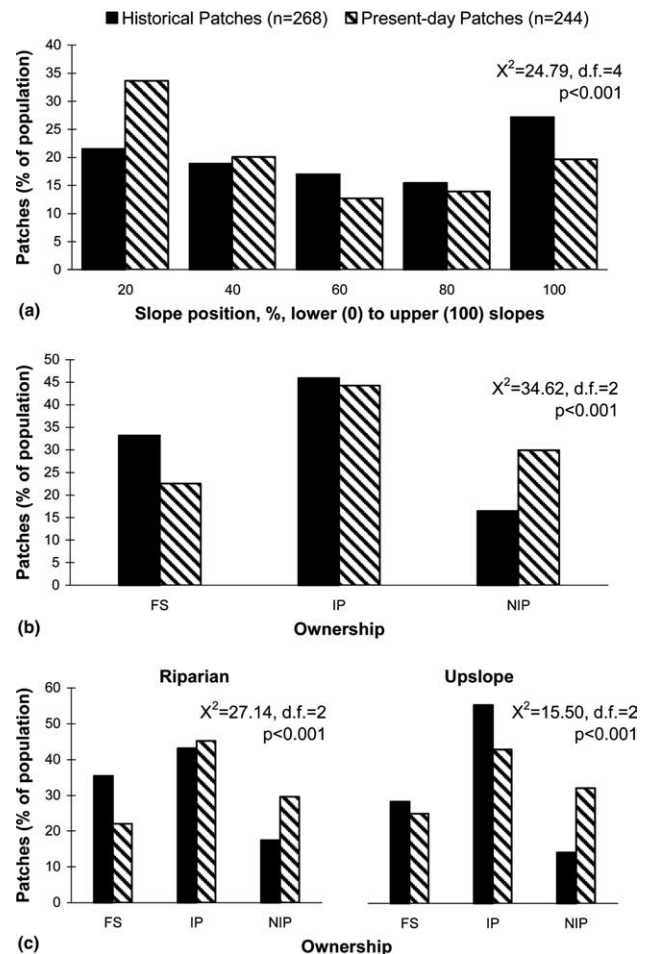 Historical Patches (n=268) Present-day Patches (n=244)
40
35
30
25
20
15
10
5
0
Patches (% of population)
X²=24.79, d.f.=4
p<0.001
20 40 60 80 100
(a) Slope position, %, lower (0) to upper (100) slopes
50
45
40
35
30
25
20
15
10
5
0
Patches (% of population)
X²=34.62, d.f.=2
p<0.001
FS IP NIP
(b) Ownership
Riparian Upslope
60
50
40
30
20
10
0
Patches (% of population)
X²=27.14, d.f.=2
p<0.001
X²=15.50, d.f.=2
p<0.001
FS IP NIP FS IP NIP
(c) Ownership